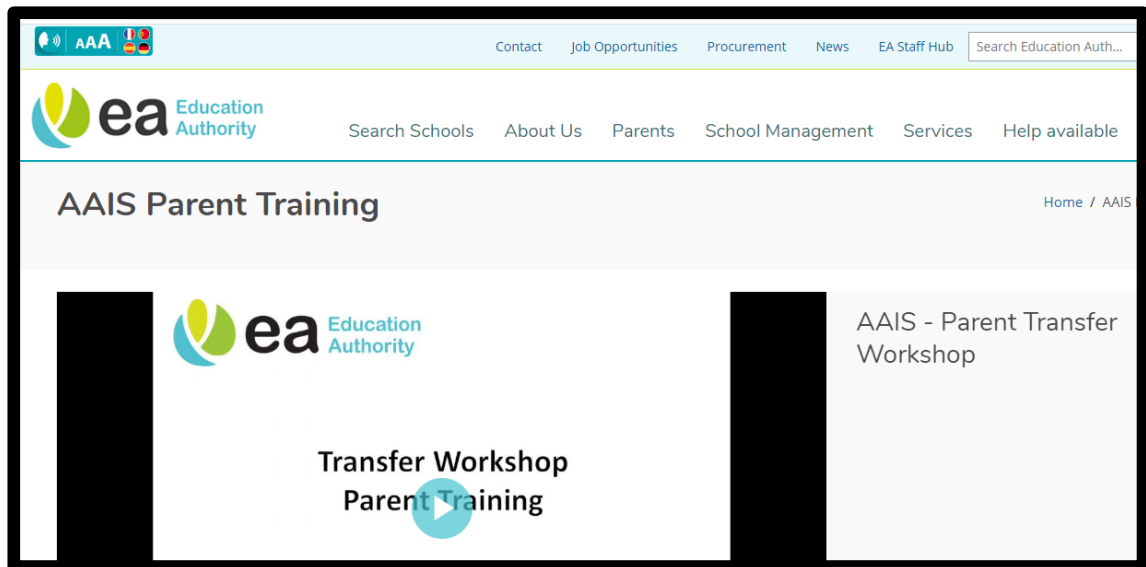 AAA
Contact Job Opportunities Procurement News EA Staff Hub Search Education Auth...
ea Education Authority
Search Schools About Us Parents School Management Services Help available
AAIS Parent Training
Home / AAIS
ea Education Authority
AAIS - Parent Transfer
Workshop
Transfer Workshop
Parent Training